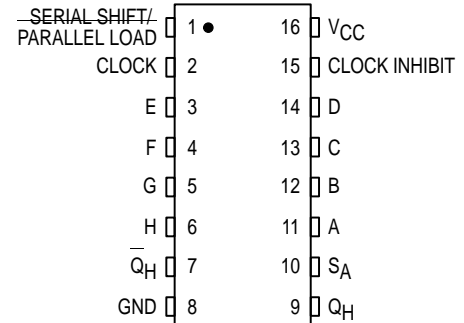 SERIAL SHIFT/
PARALLEL LOAD 1 16 VCC
CLOCK 2 15 CLOCK INHIBIT
E 3 14 D
F 4 13 C
G 5 12 B
H 6 11 A
Q̅H 7 10 SA
GND 8 9 QH